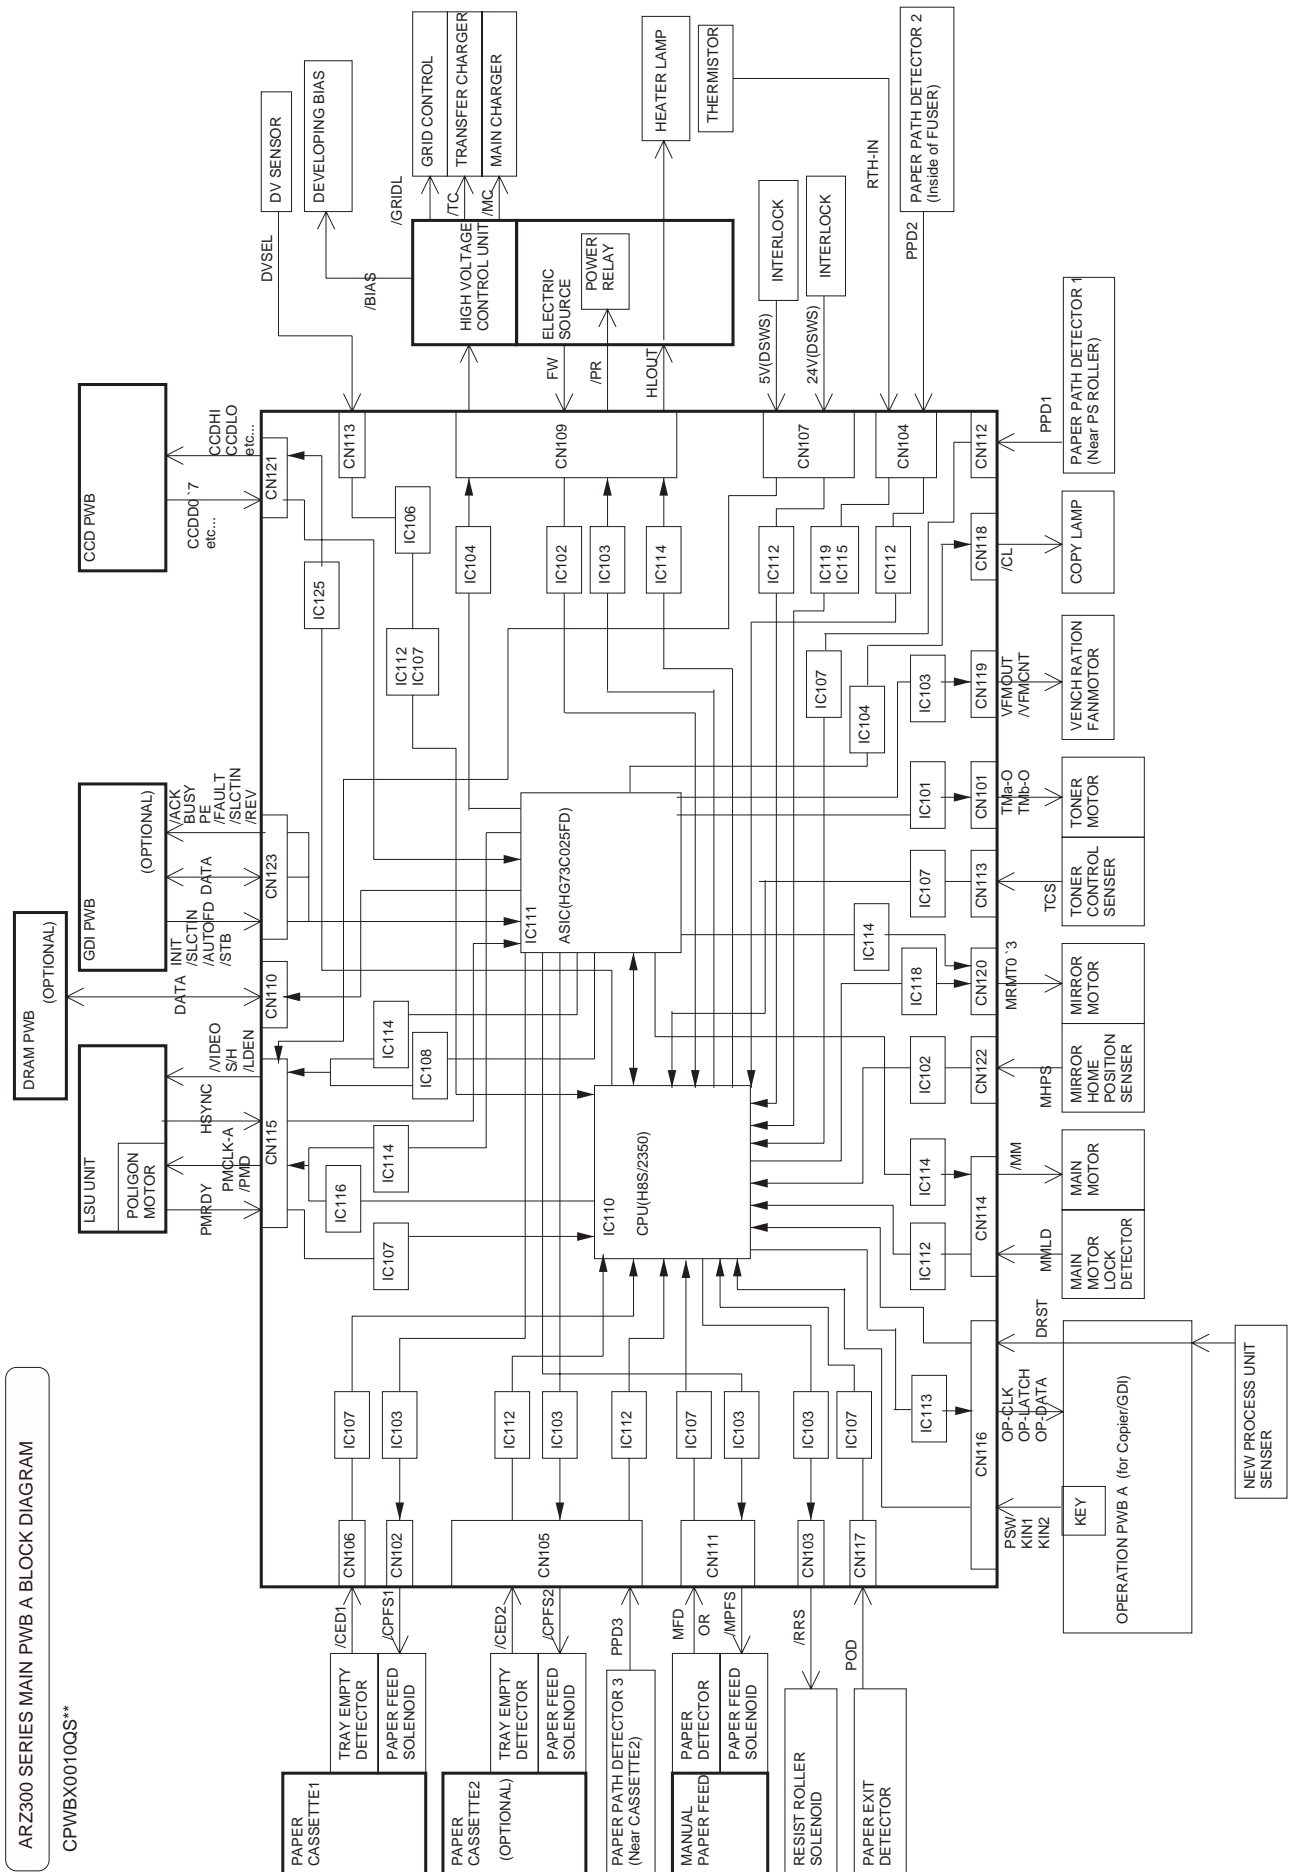 ARZ300 SERIES MAIN PWB A BLOCK DIAGRAM
CPWBX0010QS**
DRAM PWB
(OPTIONAL)
DATA
LSU UNIT
POLIGON
MOTOR
PMRDY
PMCLK-A
/PMD
HSYNC
/VIDEO
S/H
/LDEN
GDI PWB
(OPTIONAL)
INIT
/SLCTIN
/AUTOFD
/STB
DATA
/ACK
BUSY
PE
/FAULT
/SLCTIN
/REV
CCD PWB
CCDD0`7
etc...
CCDHI
CCDLO
etc...
CN115
CN110
CN123
CN121
DV SENSOR
DVSEL
DEVELOPING BIAS
/BIAS
GRID CONTROL
TRANSFER CHARGER
MAIN CHARGER
/GRIDL
/TC
/MC
HIGH VOLTAGE
CONTROL UNIT
ELECTRIC
SOURCE
POWER
RELAY
FW
/PR
HLOUT
HEATER LAMP
THERMISTOR
INTERLOCK
INTERLOCK
5V(DSWS)
24V(DSWS)
RTH-IN
PAPER PATH DETECTOR 2
(Inside of FUSER)
PPD2
CN113
CN109
CN107
CN104
IC107
IC116
IC114
IC108
IC114
IC125
IC106
IC112
IC107
IC104
IC102
IC103
IC114
IC112
IC119
IC115
IC112
IC110
CPU(H8S/2350)
IC111
ASIC(HG73C025FD)
IC107
IC104
IC103
IC101
IC107
IC114
IC118
IC102
IC114
IC112
IC113
IC107
IC103
IC112
IC103
IC112
IC107
IC103
IC103
IC107
CN106
CN102
CN105
CN111
CN103
CN117
/CED1
/CPFS1
/CED2
/CPFS2
PPD3
MFD
OR
/MPFS
/RRS
POD
PAPER
CASSETTE1
TRAY EMPTY
DETECTOR
PAPER FEED
SOLENOID
PAPER
CASSETTE2
(OPTIONAL)
TRAY EMPTY
DETECTOR
PAPER FEED
SOLENOID
PAPER PATH DETECTOR 3
(Near CASSETTE2)
MANUAL
PAPER FEED
PAPER
DETECTOR
PAPER FEED
SOLENOID
RESIST ROLLER
SOLENOID
PAPER EXIT
DETECTOR
CN116
CN114
CN122
CN120
CN113
CN101
CN119
CN118
CN112
PSW/
KIN1
KIN2
OP-CLK
OP-LATCH
OP-DATA
DRST
MMLD
/MM
MHPS
MRMT0`3
TCS
TMa-O
TMb-O
VFMOUT
/VFMCNT
/CL
PPD1
KEY
OPERATION PWB A (for Copier/GDI)
NEW PROCESS UNIT
SENSER
MAIN
MOTOR
LOCK
DETECTOR
MAIN
MOTOR
MIRROR
HOME
POSITION
SENSER
MIRROR
MOTOR
TONER
CONTROL
SENSER
TONER
MOTOR
VENCH RATION
FANMOTOR
COPY LAMP
PAPER PATH DETECTOR 1
(Near PS ROLLER)